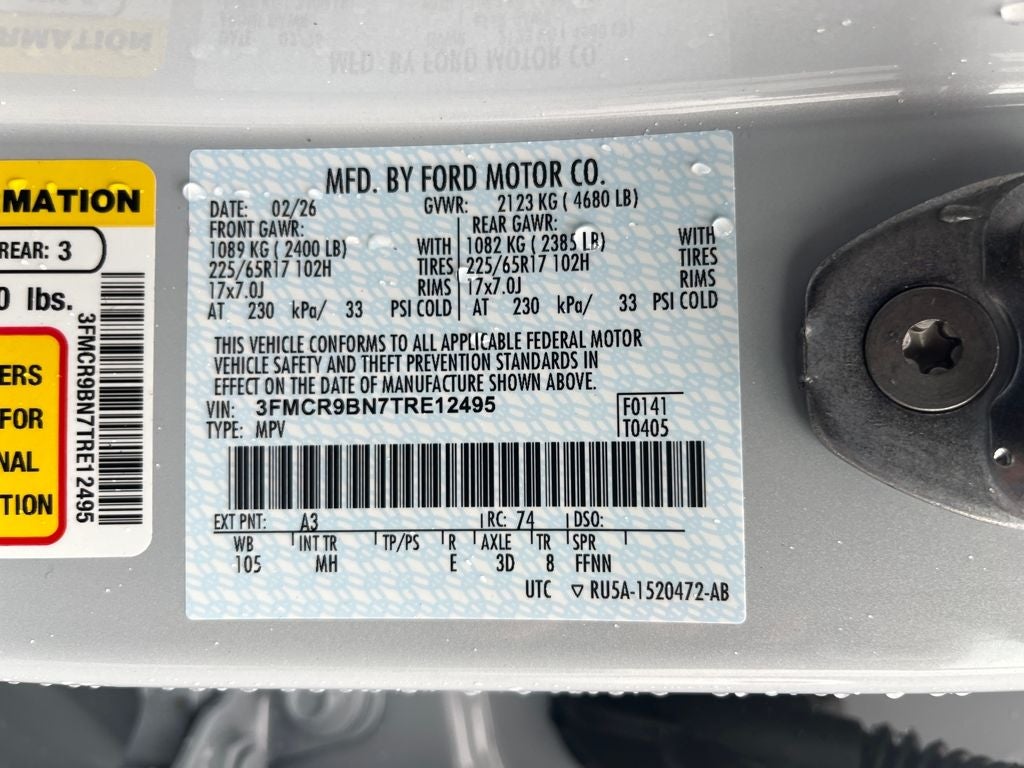 RMATION
REAR: 3
0 lbs.
ERS
FOR
NAL
TION
3FMCR9BN7TRE12495
MFD. BY FORD MOTOR CO.
DATE: 02/26 GVWR: 2123 KG ( 4680 LB)
FRONT GAWR: REAR GAWR:
1089 KG ( 2400 LB) WITH 1082 KG ( 2385 LB) WITH
225/65R17 102H TIRES 225/65R17 102H TIRES
17x7.0J RIMS 17x7.0J RIMS
AT 230 kPa/ 33 PSI COLD AT 230 kPa/ 33 PSI COLD
THIS VEHICLE CONFORMS TO ALL APPLICABLE FEDERAL MOTOR
VEHICLE SAFETY AND THEFT PREVENTION STANDARDS IN
EFFECT ON THE DATE OF MANUFACTURE SHOWN ABOVE.
VIN: 3FMCR9BN7TRE12495 F0141
TYPE: MPV T0405
EXT PNT: A3 RC: 74 DSO:
WB INT TR TP/PS R AXLE TR SPR
105 MH E 3D 8 FFNN
UTC ▽ RU5A-1520472-AB